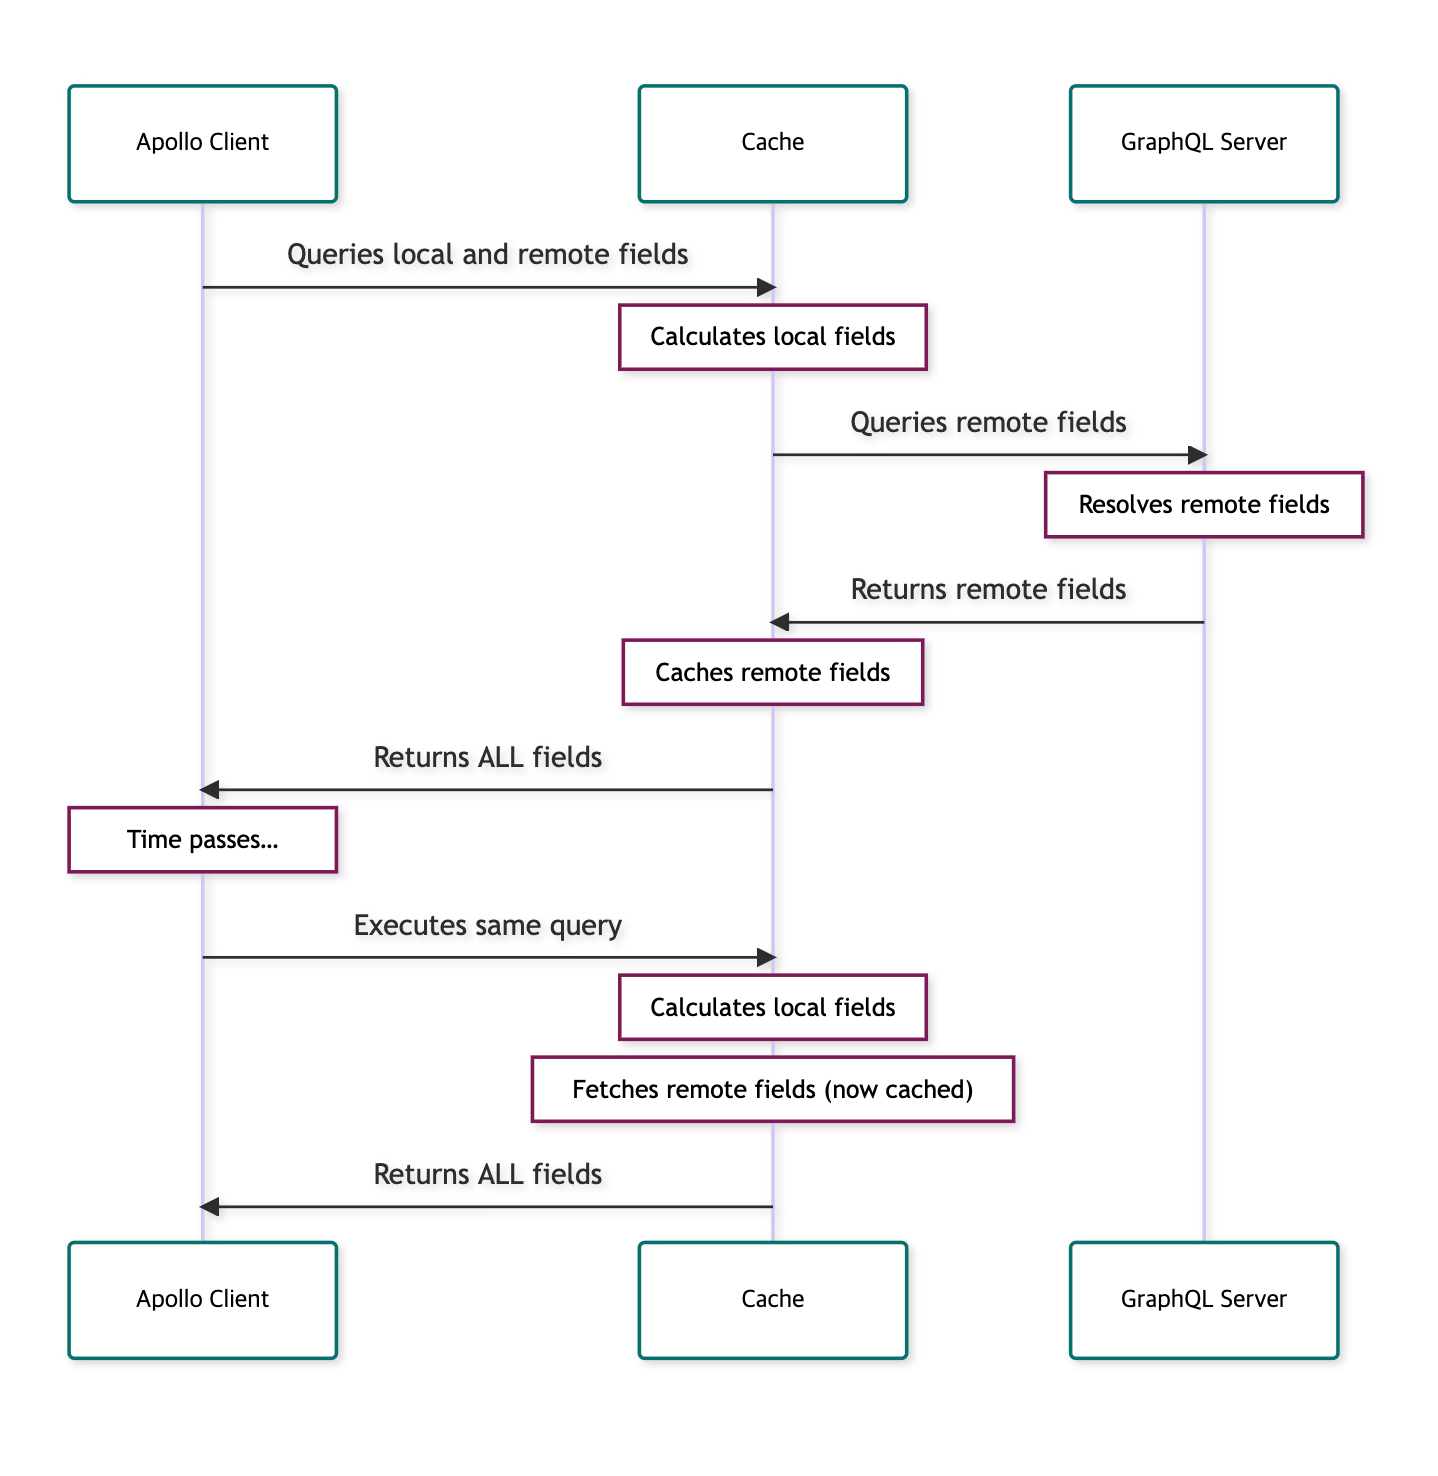 Apollo Client
Cache
GraphQL Server
Queries local and remote fields
Calculates local fields
Queries remote fields
Resolves remote fields
Returns remote fields
Caches remote fields
Returns ALL fields
Time passes...
Executes same query
Calculates local fields
Fetches remote fields (now cached)
Returns ALL fields
Apollo Client
Cache
GraphQL Server